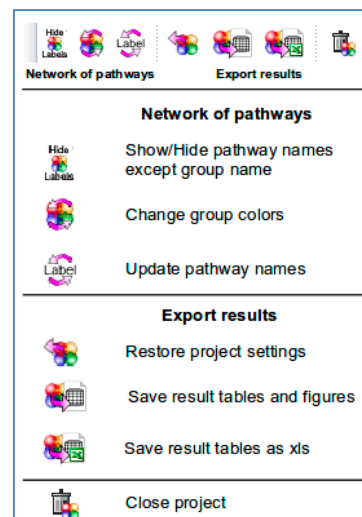 Hide
Labels
Label
Network of pathways
Export results
Network of pathways
Hide
Labels
Show/Hide pathway names
except group name
Change group colors
Label
Update pathway names
Export results
Restore project settings
Save result tables and figures
Save result tables as xls
Close project